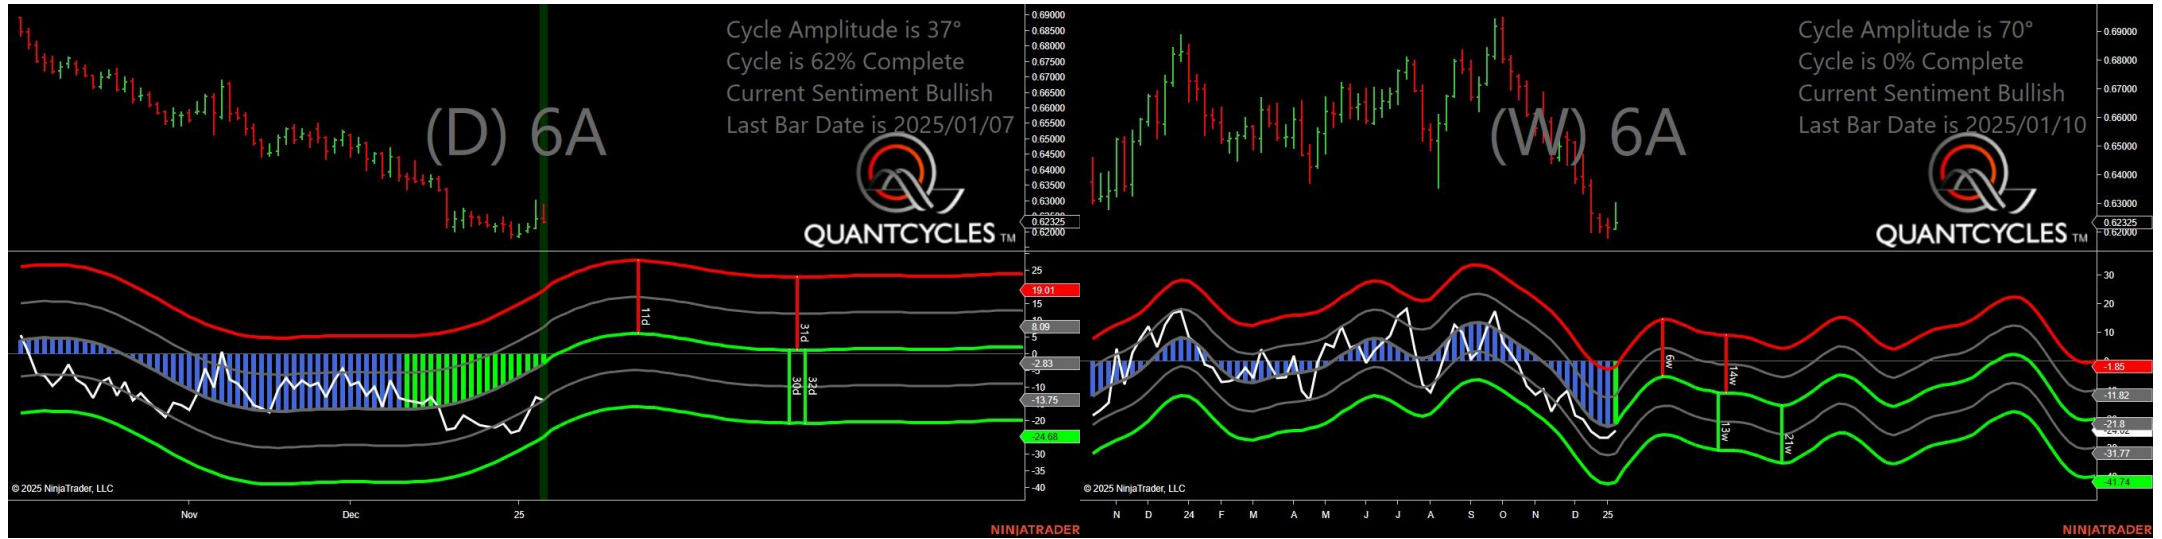 Cycle Amplitude is 37°
Cycle is 62% Complete
Current Sentiment Bullish
Last Bar Date is 2025/01/07
(D) 6A
QUANTCYCLES TM
0.69000
0.68500
0.68000
0.67500
0.67000
0.66500
0.66000
0.65500
0.65000
0.64500
0.64000
0.63500
0.63000
0.62325
0.62000
25
19.01
15
8.09
5
0
-2.83
-10
-13.75
-20
-24.68
-30
-35
-40
11d
31d
30d
32d
© 2025 NinjaTrader, LLC
Nov
Dec
25
NINJATRADER
Cycle Amplitude is 70°
Cycle is 0% Complete
Current Sentiment Bullish
Last Bar Date is 2025/01/10
(W) 6A
QUANTCYCLES TM
0.69000
0.68000
0.67000
0.66000
0.65000
0.64000
0.63000
0.62325
0.62000
30
20
10
-1.85
-11.82
-21.8
-31.77
-41.74
6w
14w
13w
21w
© 2025 NinjaTrader, LLC
N D 24 F M A M J J A S O N D 25
NINJATRADER